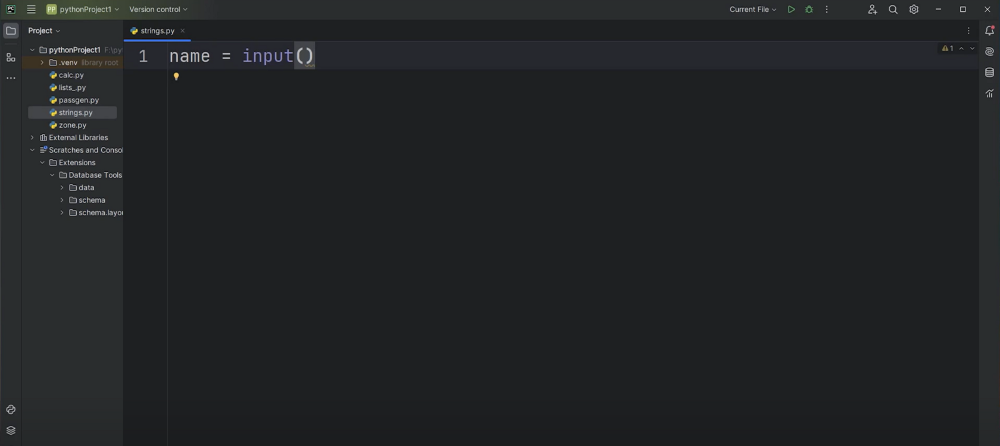 PC
PP pythonProject1 Version control Current File
Project strings.py
pythonProject1 F:\py
.venv library root
calc.py
lists_.py
passgen.py
strings.py
zone.py
External Libraries
Scratches and Consol
Extensions
Database Tools
data
schema
schema.layou
1 name = input()
1